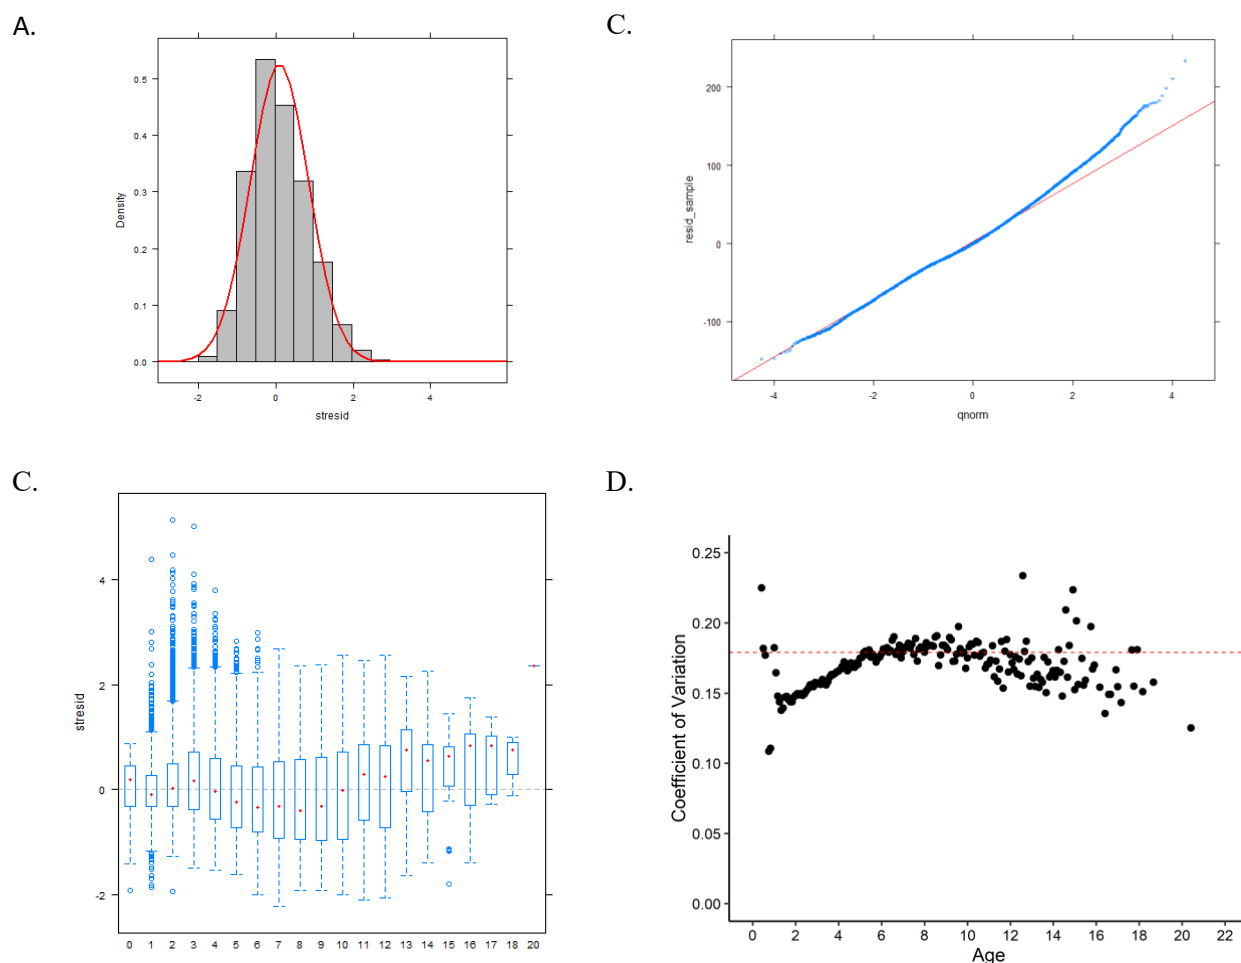 A.
0.5
0.4
0.3
0.2
0.1
0.0
Density
-2 0 2 4
stresid
C.
200
100
0
-100
resid_sample
-4 -2 0 2 4
qnorm
C.
4
2
0
-2
stresid
0 1 2 3 4 5 6 7 8 9 10 11 12 13 14 15 16 17 18 20
D.
0.25
0.20
0.15
0.10
0.05
0.00
Coefficient of Variation
0 2 4 6 8 10 12 14 16 18 20 22
Age